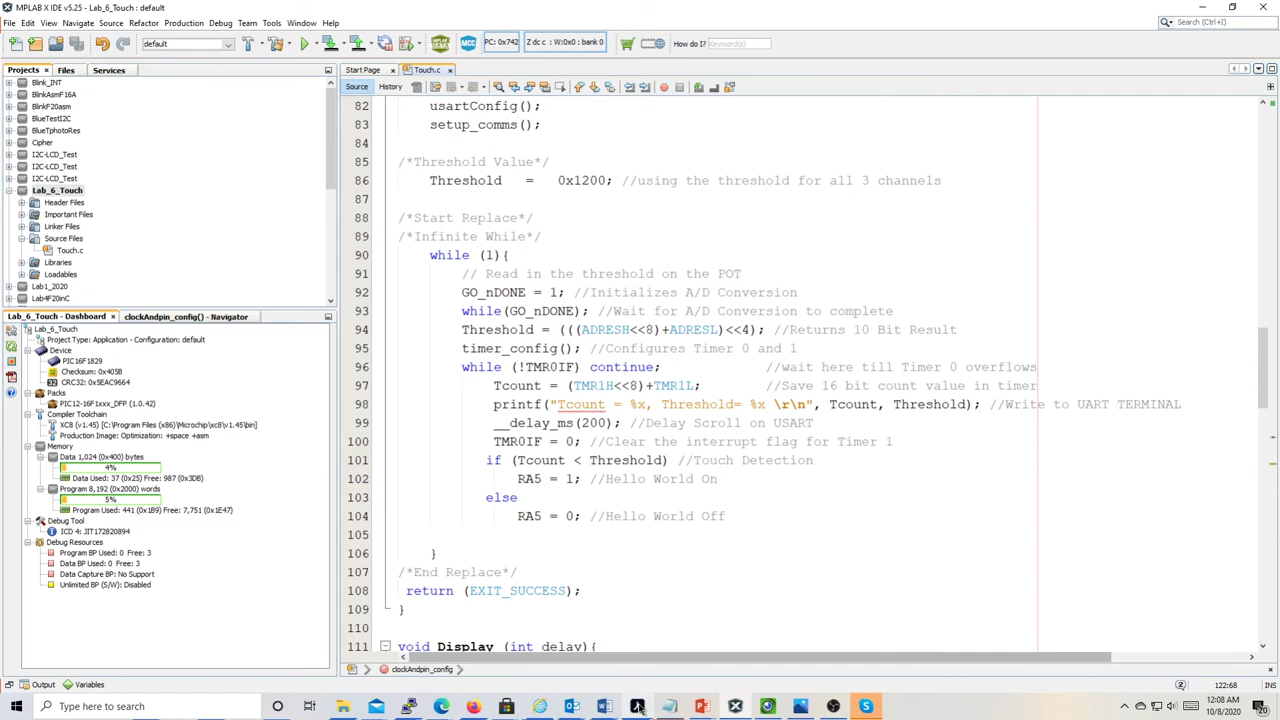 MPLAB X IDE v5.25 - Lab_6_Touch : default
File Edit View Navigate Source Refactor Production Debug Team Tools Window Help
Search (Ctrl+I)
default
PC: 0x742
Z dc c : W:0x0 : bank 0
How do I?
Keyword(s)
Projects
Files
Services
Blink_INT
BlinkAsmF16A
BlinkF20asm
BlueTestI2C
BlueTphotoRes
Cipher
I2C-LCD_Test
I2C-LCD_Test
I2C-LCD_Test
Lab_6_Touch
Header Files
Important Files
Linker Files
Source Files
Touch.c
Libraries
Loadables
Lab1_2020
Lab4F20inC
Lab_6_Touch - Dashboard
clockAndpin_config() - Navigator
Lab_6_Touch
Project Type: Application - Configuration: default
Device
PIC16F1829
Checksum: 0x405B
CRC32: 0x5EAC9664
Packs
PIC12-16F1xxx_DFP (1.0.42)
Compiler Toolchain
XC8 (v1.45) [C:\Program Files (x86)\Microchip\xc8\v1.45\bin]
Production Image: Optimization: +space +asm
Memory
Data 1,024 (0x400) bytes
4%
Data Used: 37 (0x25) Free: 987 (0x3DB)
Program 8,192 (0x2000) words
5%
Program Used: 441 (0x1B9) Free: 7,751 (0x1E47)
Debug Tool
ICD 4: JIT172820894
Debug Resources
Program BP Used: 0 Free: 3
Data BP Used: 0 Free: 3
Data Capture BP: No Support
Unlimited BP (S/W): Disabled
Start Page
Touch.c
Source
History
82 usartConfig();
83 setup_comms();
84
85 /*Threshold Value*/
86 Threshold = 0x1200; //using the threshold for all 3 channels
87
88 /*Start Replace*/
89 /*Infinite While*/
90 while (1){
91 // Read in the threshold on the POT
92 GO_nDONE = 1; //Initializes A/D Conversion
93 while(GO_nDONE); //Wait for A/D Conversion to complete
94 Threshold = (((ADRESH<<8)+ADRESL)<<4); //Returns 10 Bit Result
95 timer_config(); //Configures Timer 0 and 1
96 while (!TMR0IF) continue; //wait here till Timer 0 overflows
97 Tcount = (TMR1H<<8)+TMR1L; //Save 16 bit count value in timer
98 printf("Tcount = %x, Threshold= %x \r\n", Tcount, Threshold); //Write to UART TERMINAL
99 __delay_ms(200); //Delay Scroll on USART
100 TMR0IF = 0; //Clear the interrupt flag for Timer 1
101 if (Tcount < Threshold) //Touch Detection
102 RA5 = 1; //Hello World On
103 else
104 RA5 = 0; //Hello World Off
105
106 }
107 /*End Replace*/
108 return (EXIT_SUCCESS);
109 }
110
111 void Display (int delay){
clockAndpin_config
Output
Variables
122:68
INS
Type here to search
12:08 AM
10/8/2020
20